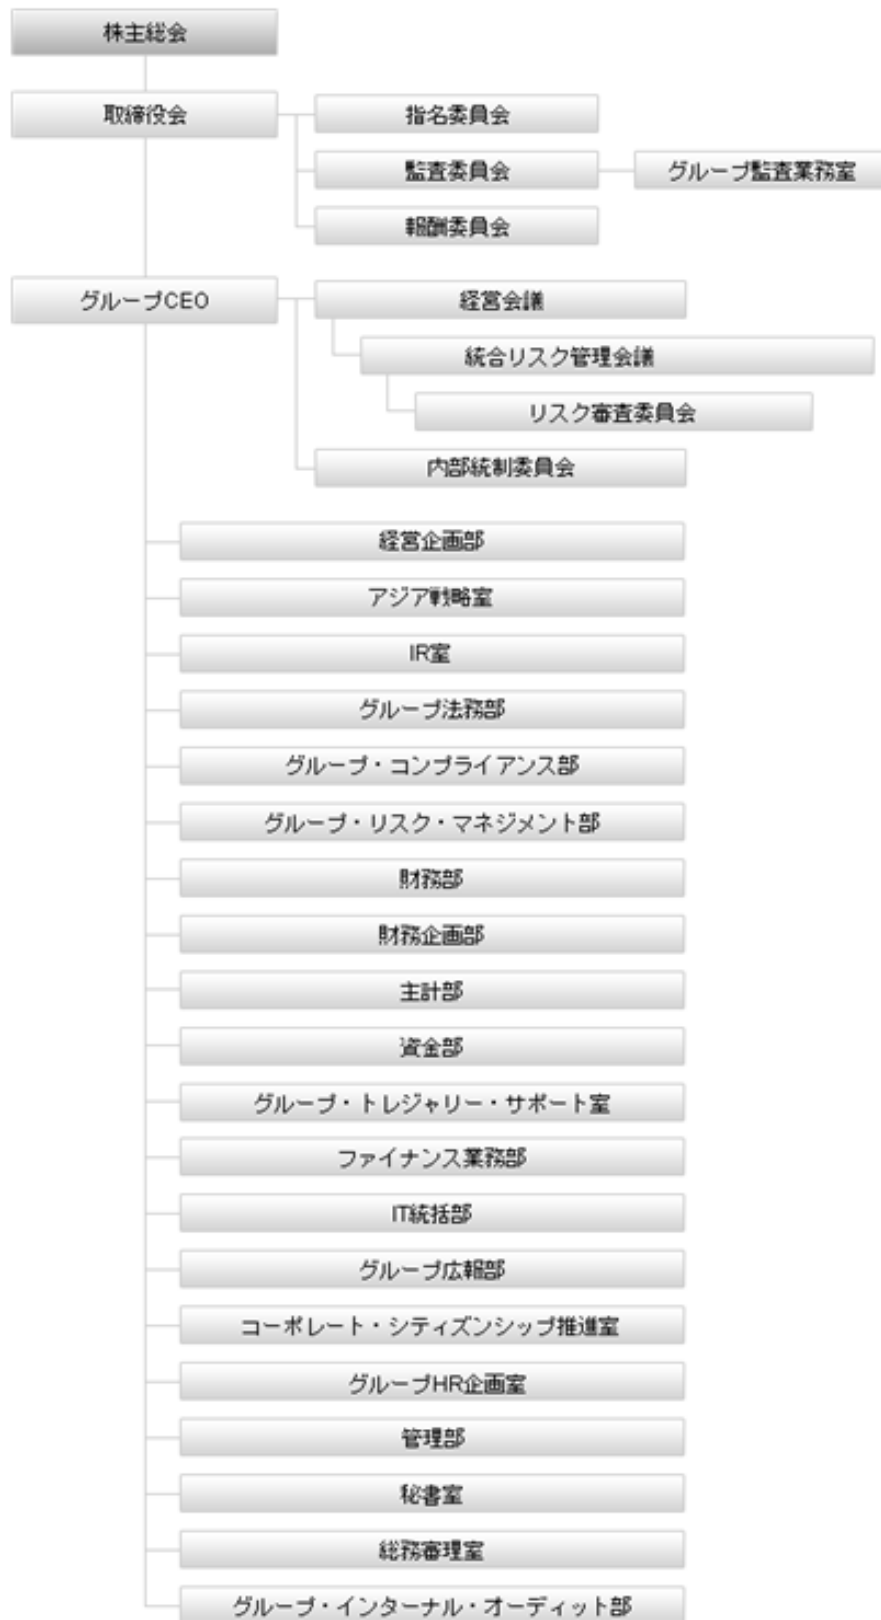 株主総会
取締役会
指名委員会
監査委員会
グループ監査業務室
報酬委員会
グループCEO
経営会議
統合リスク管理会議
リスク審査委員会
内部統制委員会
経営企画部
アジア戦略室
IR室
グループ法務部
グループ・コンプライアンス部
グループ・リスク・マネジメント部
財務部
財務企画部
主計部
資金部
グループ・トレジャリー・サポート室
ファイナンス業務部
IT統括部
グループ広報部
コーポレート・シティズンシップ推進室
グループHR企画室
管理部
秘書室
総務審理室
グループ・インターナル・オーディット部